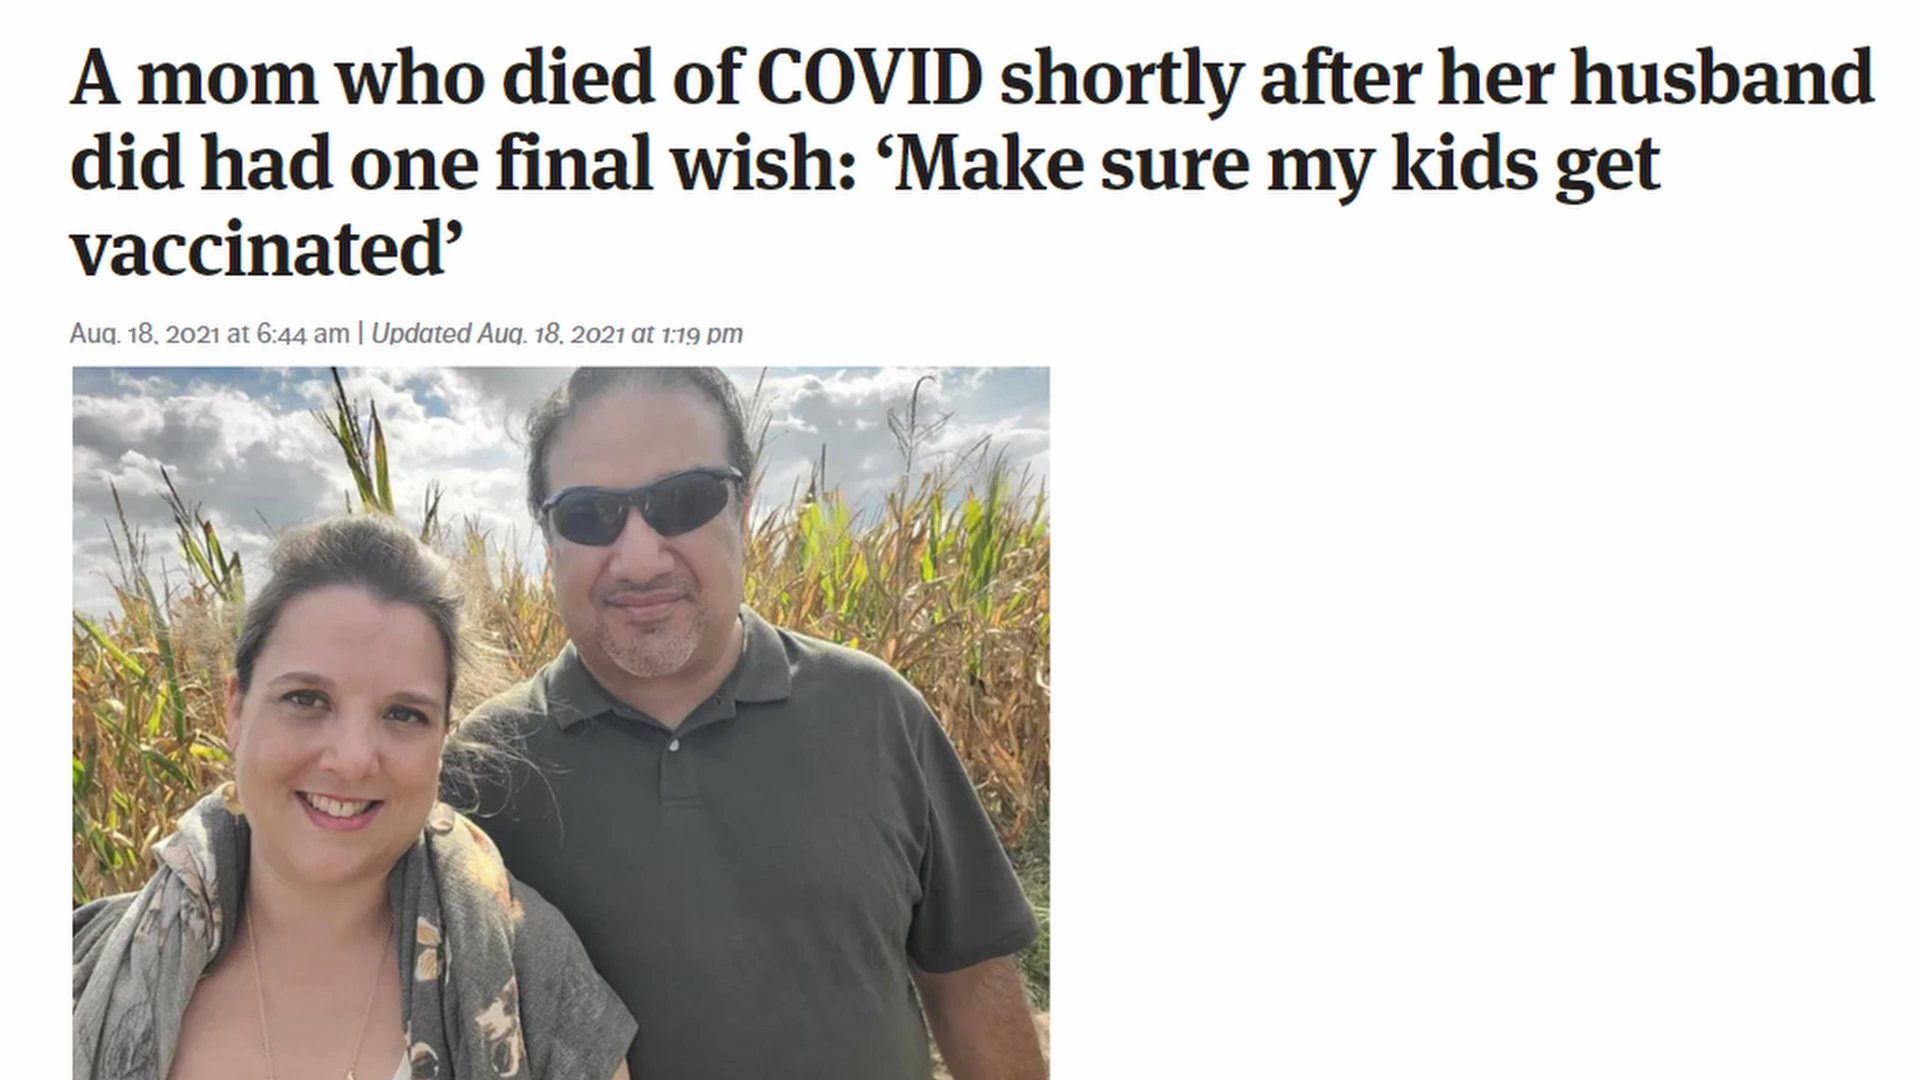 A mom who died of COVID shortly after her husband
did had one final wish: ‘Make sure my kids get
vaccinated’
Aug. 18, 2021 at 6:44 am | Updated Aug. 18, 2021 at 1:19 pm